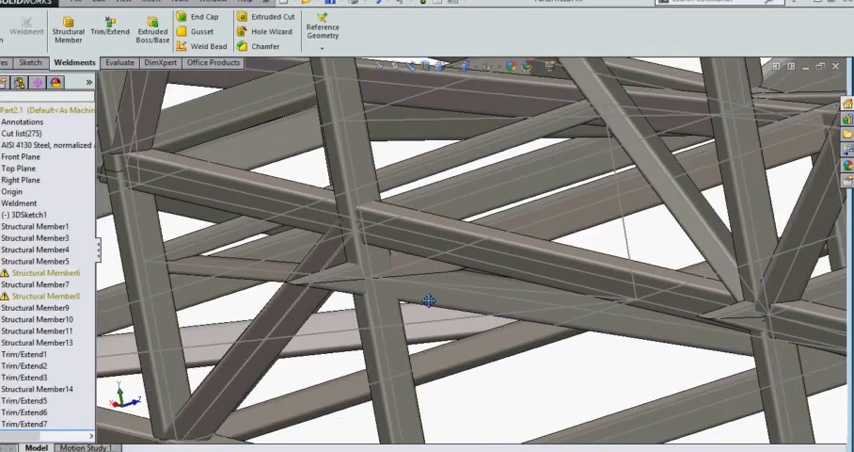 SOLIDWORKS
Weldment
Structural Member
Trim/Extend
Extruded Boss/Base
End Cap
Gusset
Weld Bead
Extruded Cut
Hole Wizard
Chamfer
Reference Geometry
Sketch
Weldments
Evaluate
DimXpert
Office Products
»
Part2.1 (Default<As Machin
Annotations
Cut list(275)
AISI 4130 Steel, normalized a
Front Plane
Top Plane
Right Plane
Origin
Weldment
(-) 3DSketch1
Structural Member1
Structural Member3
Structural Member4
Structural Member5
Structural Member6
Structural Member7
Structural Member8
Structural Member9
Structural Member10
Structural Member11
Structural Member13
Trim/Extend1
Trim/Extend2
Trim/Extend3
Structural Member14
Trim/Extend5
Trim/Extend6
Trim/Extend7
Y
X
Z
Model
Motion Study 1